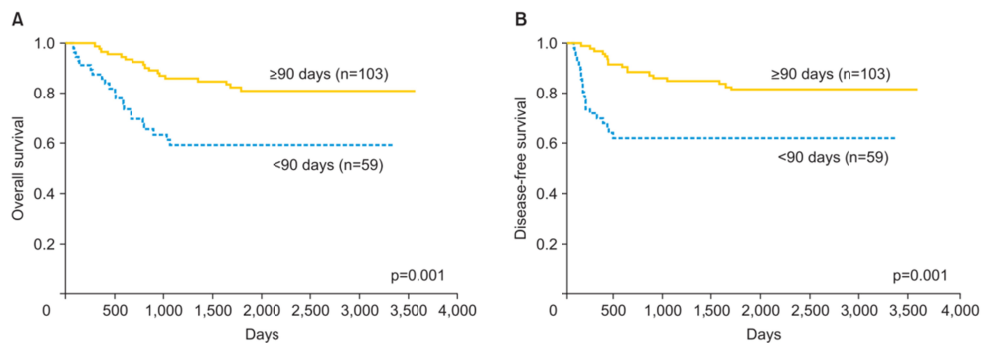 A
Overall survival
1.0
0.8
0.6
0.4
0.2
≥90 days (n=103)
<90 days (n=59)
p=0.001
0 500 1,000 1,500 2,000 2,500 3,000 3,500 4,000
Days
B
Disease-free survival
1.0
0.8
0.6
0.4
0.2
≥90 days (n=103)
<90 days (n=59)
p=0.001
0 500 1,000 1,500 2,000 2,500 3,000 3,500 4,000
Days